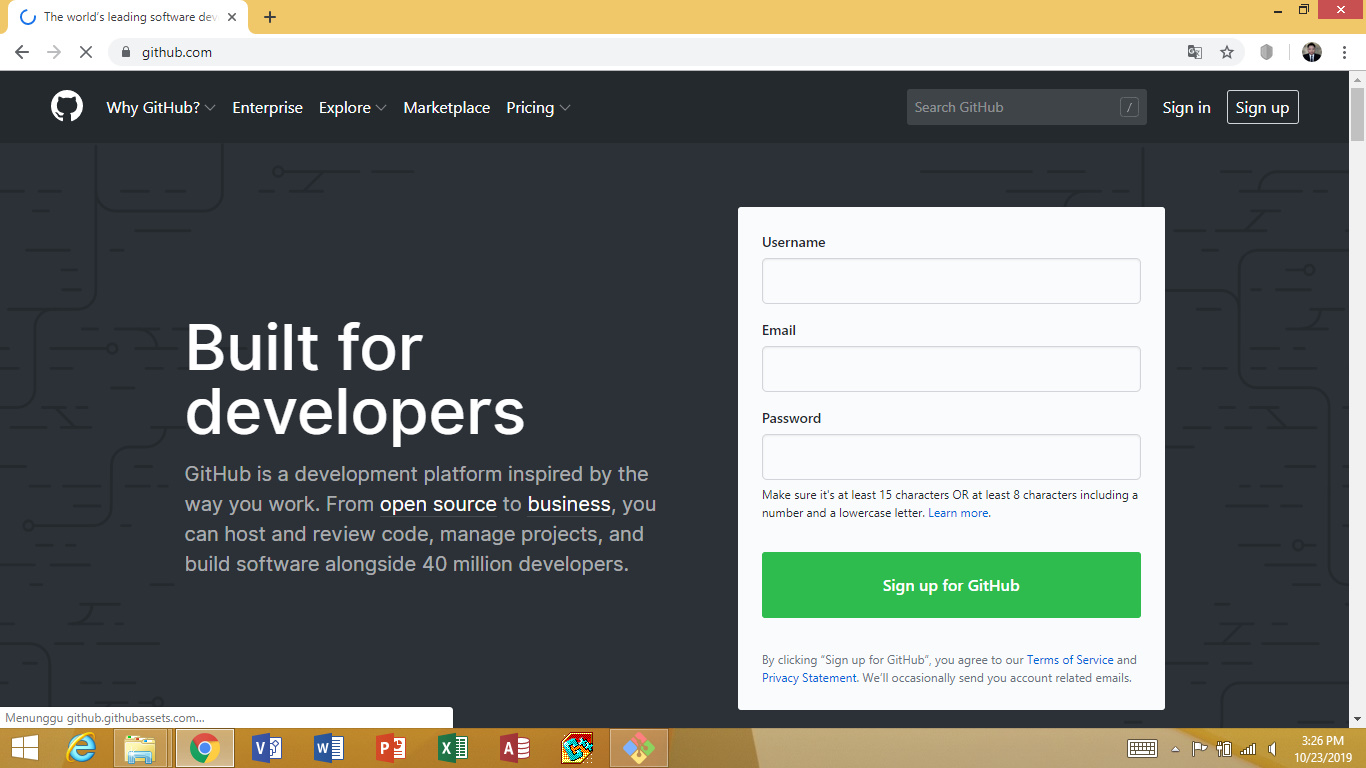 The world's leading software dev
github.com
Why GitHub? Enterprise Explore Marketplace Pricing Search GitHub / Sign in Sign up
Built for
developers
GitHub is a development platform inspired by the
way you work. From open source to business, you
can host and review code, manage projects, and
build software alongside 40 million developers.
Username
Email
Password
Make sure it's at least 15 characters OR at least 8 characters including a
number and a lowercase letter. Learn more.
Sign up for GitHub
By clicking “Sign up for GitHub”, you agree to our Terms of Service and
Privacy Statement. We’ll occasionally send you account related emails.
Menunggu github.githubassets.com...
3:26 PM
10/23/2019